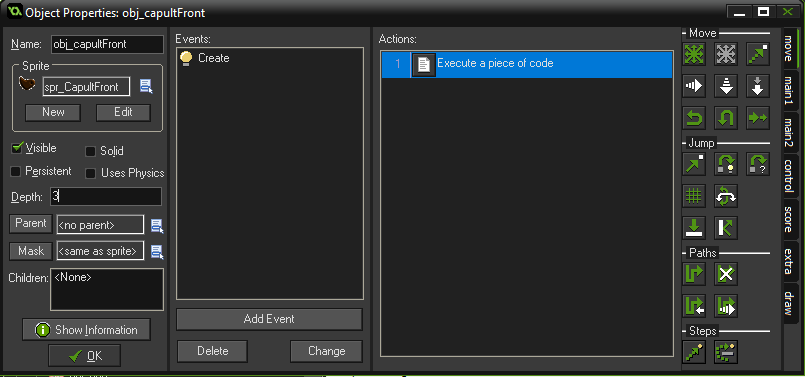 Object Properties: obj_capultFront
Name: obj_capultFront
Sprite
spr_CapultFront
New Edit
Visible Solid
Persistent Uses Physics
Depth: 3
Parent <no parent>
Mask <same as sprite>
Children: <None>
Show Information
OK
Events:
Create
Add Event
Delete Change
Actions:
1 Execute a piece of code
Move
Jump
Paths
Steps
move
main1
main2
control
score
extra
draw